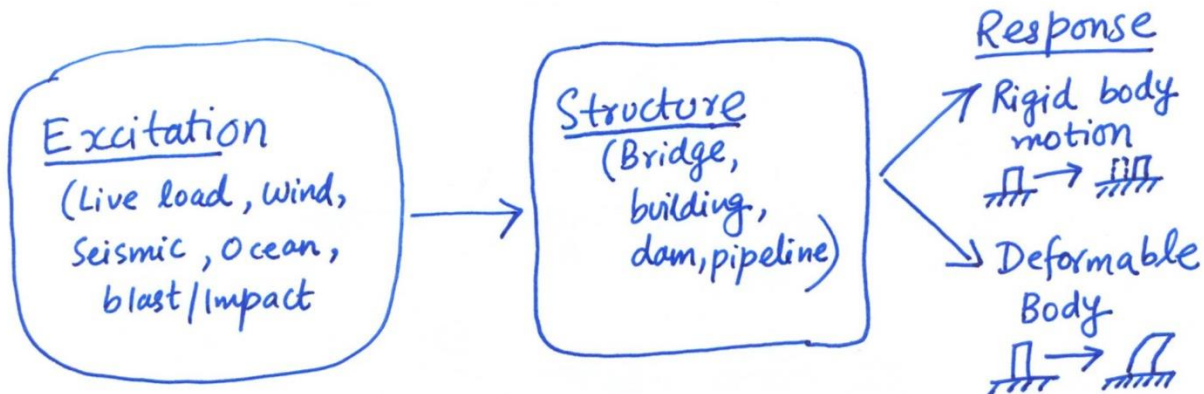 Excitation
(Live load, wind,
Seismic, Ocean,
blast/Impact
Structure
(Bridge,
building,
dam, pipeline)
Response
Rigid body
motion
Deformable
Body